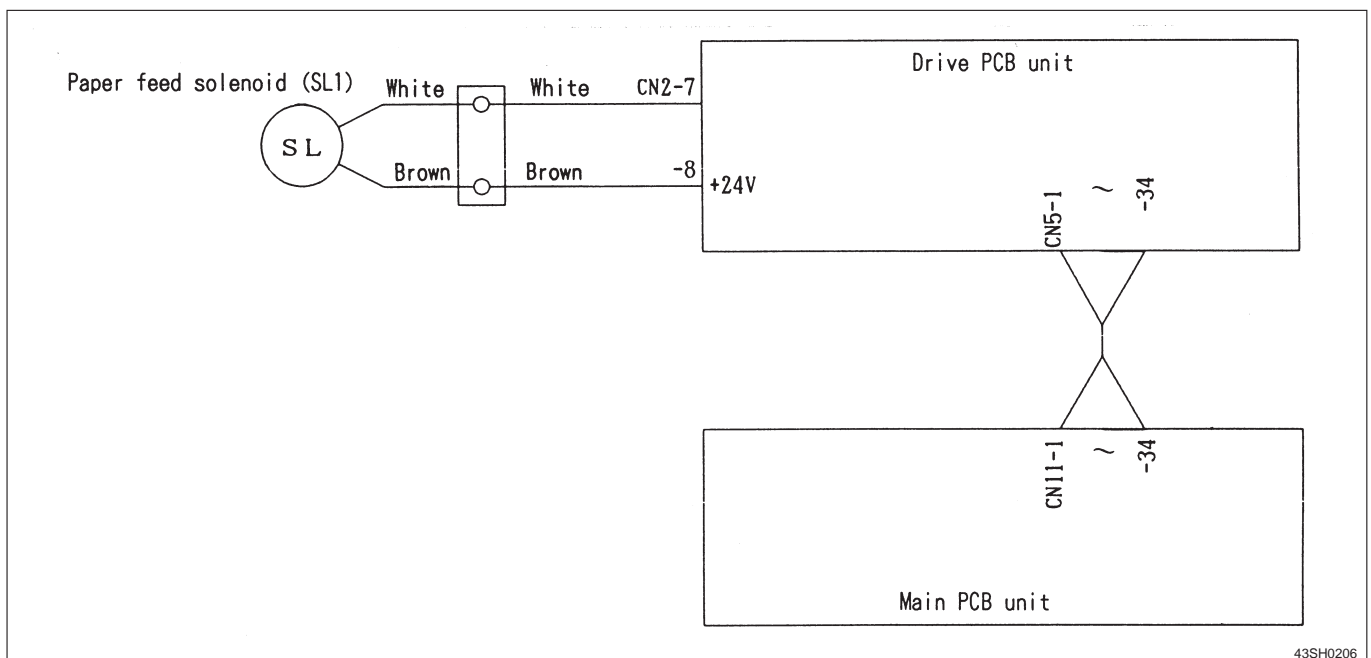 Drive PCB unit
Paper feed solenoid (SL1)
White
White
CN2-7
SL
Brown
Brown
-8
+24V
CN5-1
~
-34
CN11-1
~
-34
Main PCB unit
43SH0206